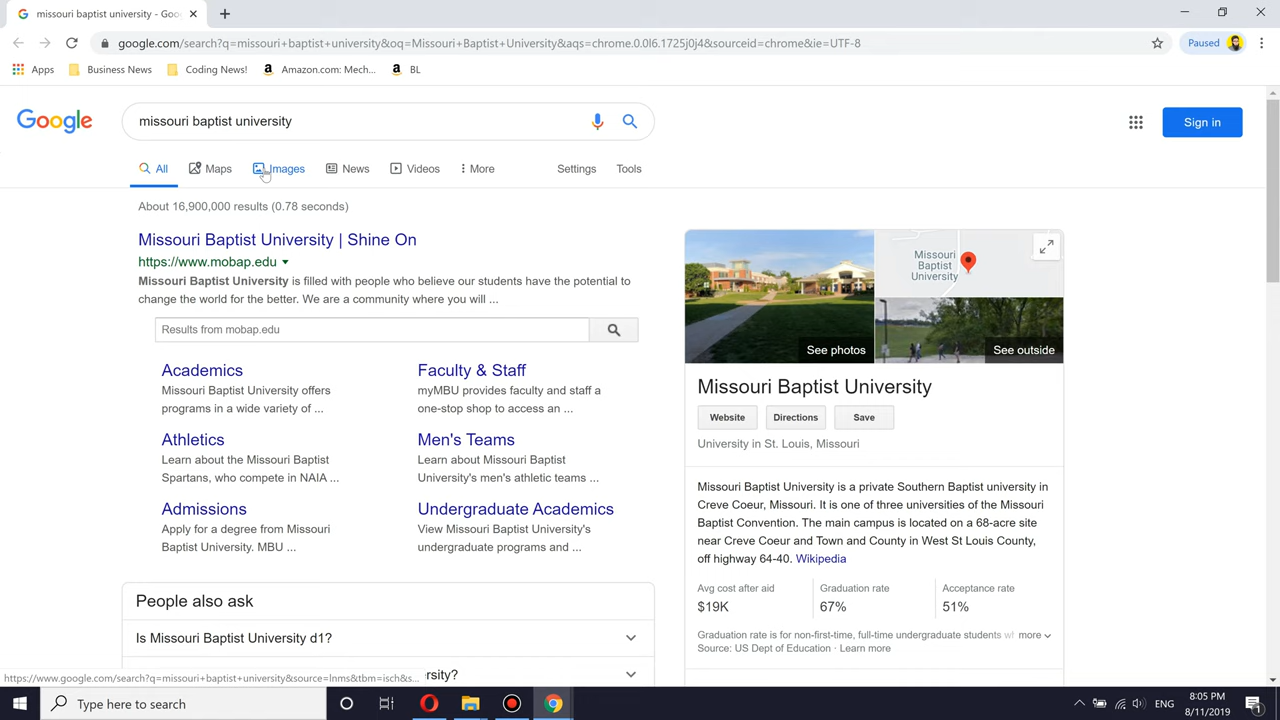 missouri baptist university - Goo
google.com/search?q=missouri+baptist+university&oq=Missouri+Baptist+University&aqs=chrome.0.0l6.1725j0j4&sourceid=chrome&ie=UTF-8
Paused
Apps
Business News
Coding News!
Amazon.com: Mech...
BL
Google
missouri baptist university
Sign in
All
Maps
Images
News
Videos
More
Settings
Tools
About 16,900,000 results (0.78 seconds)
Missouri Baptist University | Shine On
https://www.mobap.edu
Missouri Baptist University is filled with people who believe our students have the potential to
change the world for the better. We are a community where you will ...
Results from mobap.edu
Academics
Missouri Baptist University offers
programs in a wide variety of ...
Faculty & Staff
myMBU provides faculty and staff a
one-stop shop to access an ...
Athletics
Learn about the Missouri Baptist
Spartans, who compete in NAIA ...
Men's Teams
Learn about Missouri Baptist
University's men's athletic teams ...
Admissions
Apply for a degree from Missouri
Baptist University. MBU ...
Undergraduate Academics
View Missouri Baptist University's
undergraduate programs and ...
People also ask
Is Missouri Baptist University d1?
rsity?
https://www.google.com/search?q=missouri+baptist+university&source=lnms&tbm=isch&s...
Missouri
Baptist
University
See photos
See outside
Missouri Baptist University
Website
Directions
Save
University in St. Louis, Missouri
Missouri Baptist University is a private Southern Baptist university in
Creve Coeur, Missouri. It is one of three universities of the Missouri
Baptist Convention. The main campus is located on a 68-acre site
near Creve Coeur and Town and County in West St Louis County,
off highway 64-40. Wikipedia
Avg cost after aid
$19K
Graduation rate
67%
Acceptance rate
51%
Graduation rate is for non-first-time, full-time undergraduate students wh more
Source: US Dept of Education · Learn more
Type here to search
ENG
8:05 PM
8/11/2019
1